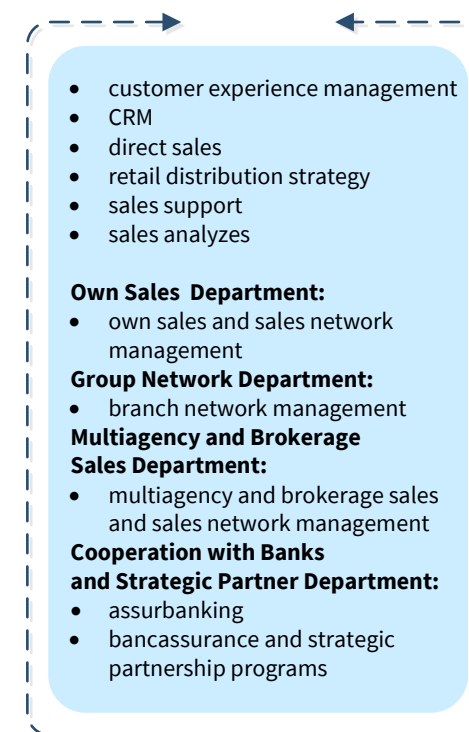 • customer experience management
• CRM
• direct sales
• retail distribution strategy
• sales support
• sales analyzes
Own Sales Department:
• own sales and sales network
management
Group Network Department:
• branch network management
Multiagency and Brokerage
Sales Department:
• multiagency and brokerage sales
and sales network management
Cooperation with Banks
and Strategic Partner Department:
• assurbanking
• bancassurance and strategic
partnership programs